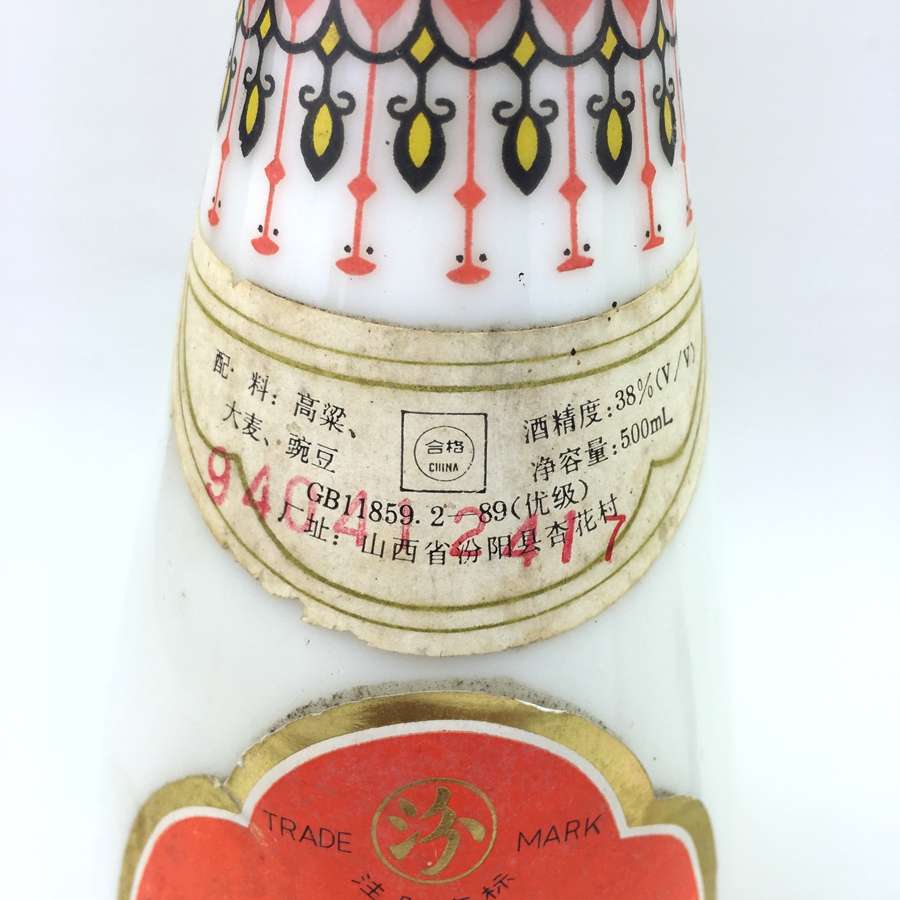 配 料：高粱、
大麦、豌豆
合格
CHINA
酒精度：38%(V/V)
净容量：500mL
GB11859.2—89(优级)
厂址：山西省汾阳县杏花村
TRADE 汾 MARK